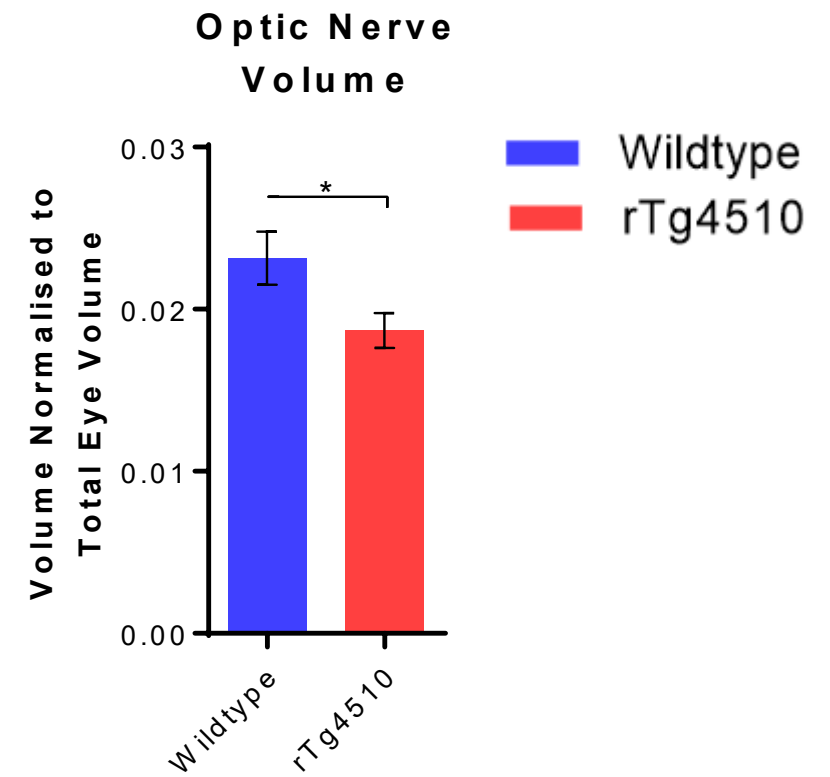 Optic Nerve
Volume
Wildtype
rTg4510
Volume Normalised to
Total Eye Volume
0.03
0.02
0.01
0.00
*
Wildtype
rTg4510